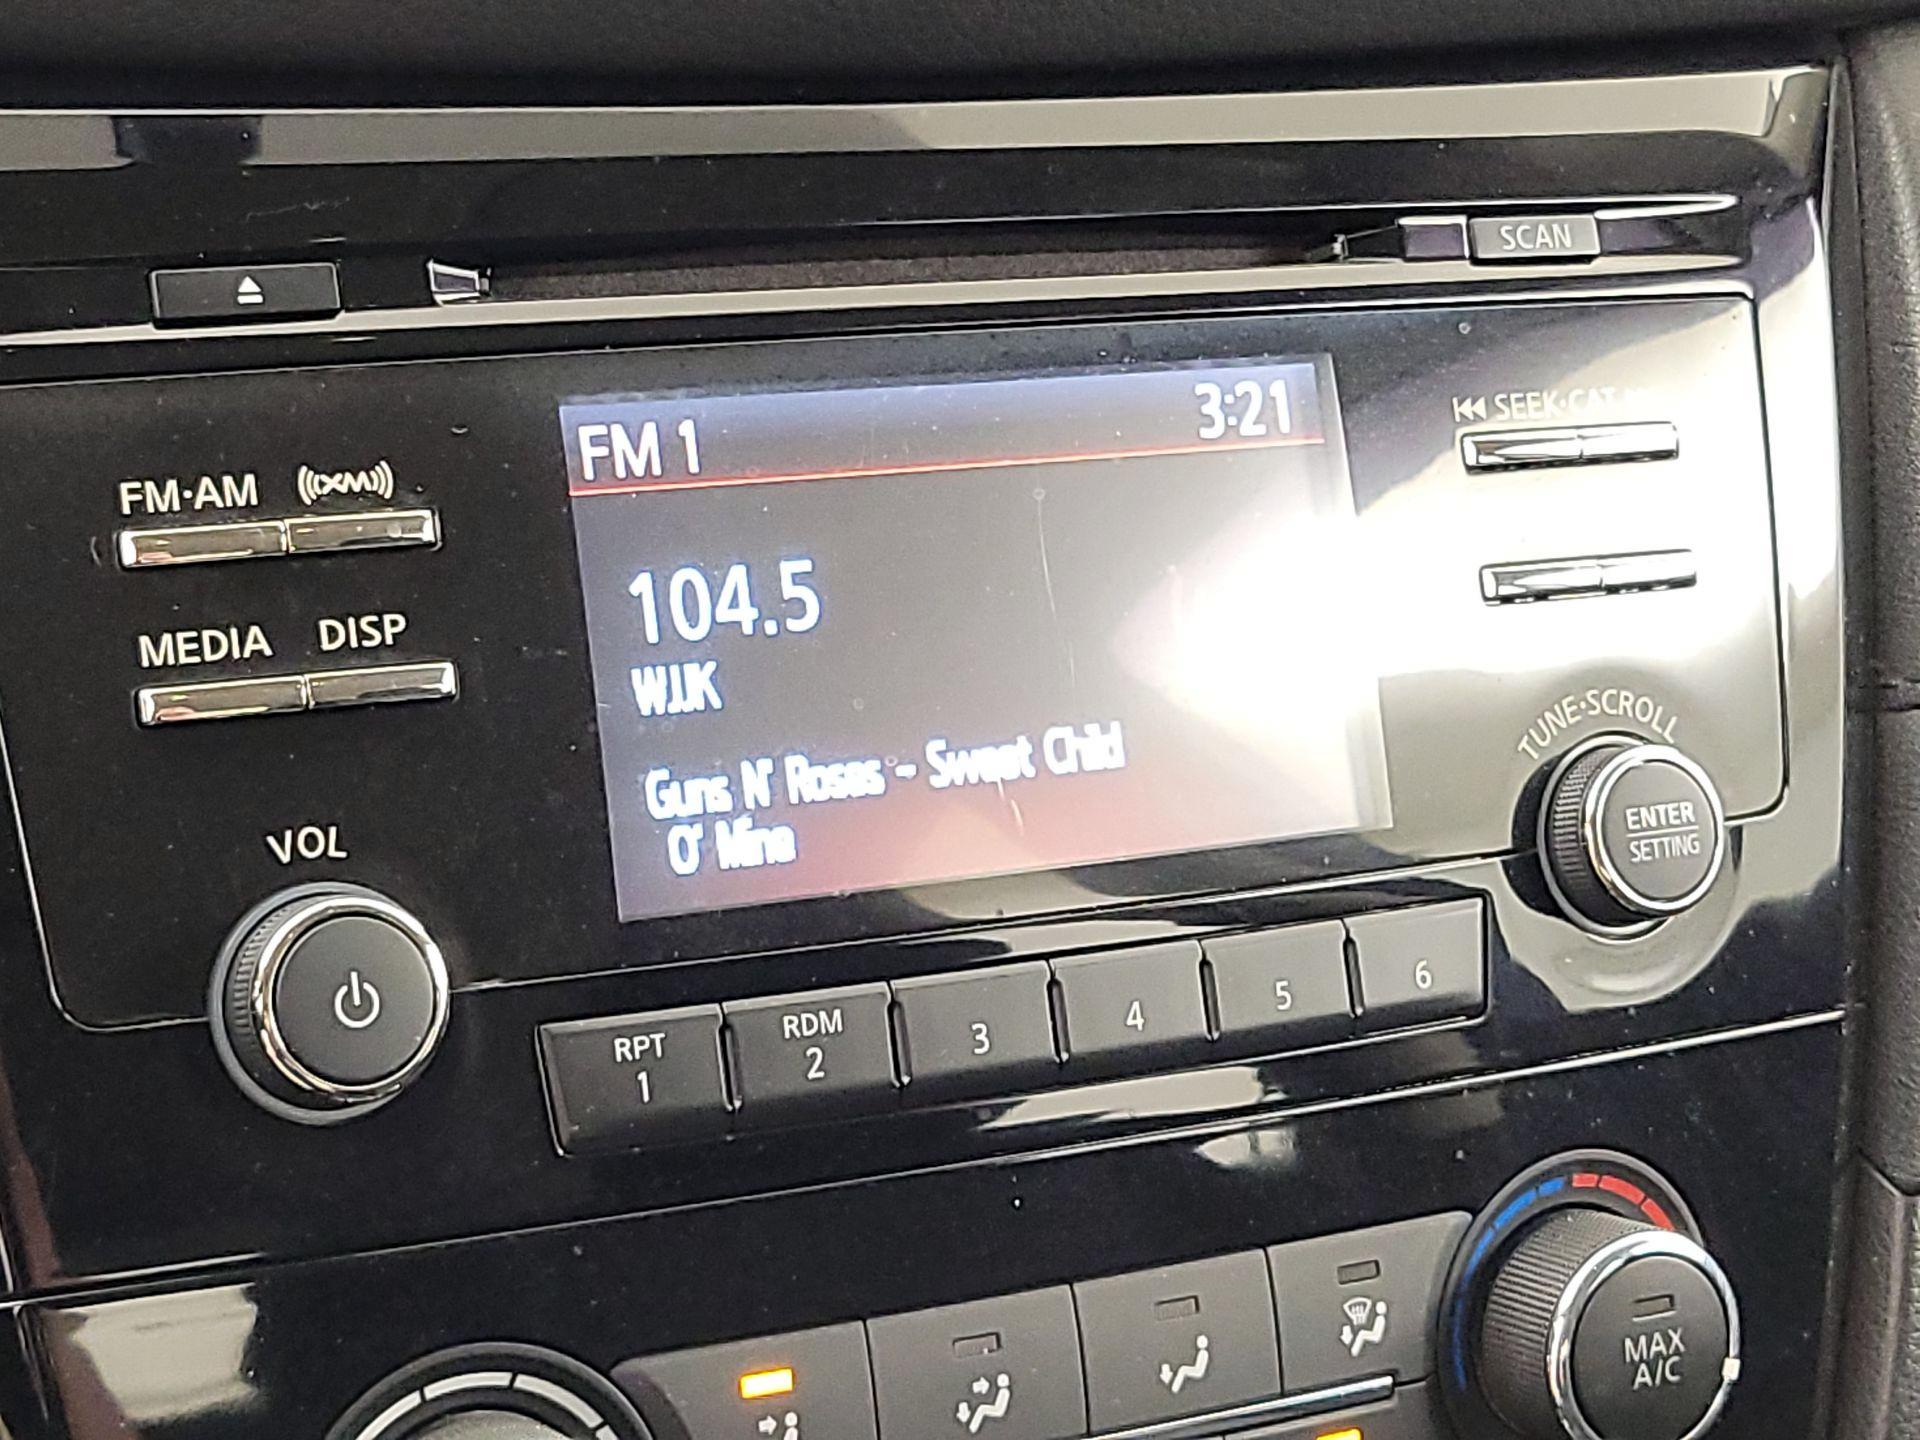 SCAN
FM 1 3:21
SEEK·CAT
FM·AM ((XM))
104.5
MEDIA DISP
WJJK
Guns N' Roses - Sweet Child
O' Mine
TUNE·SCROLL
ENTER
SETTING
VOL
RPT
1
RDM
2
3
4
5
6
MAX
A/C